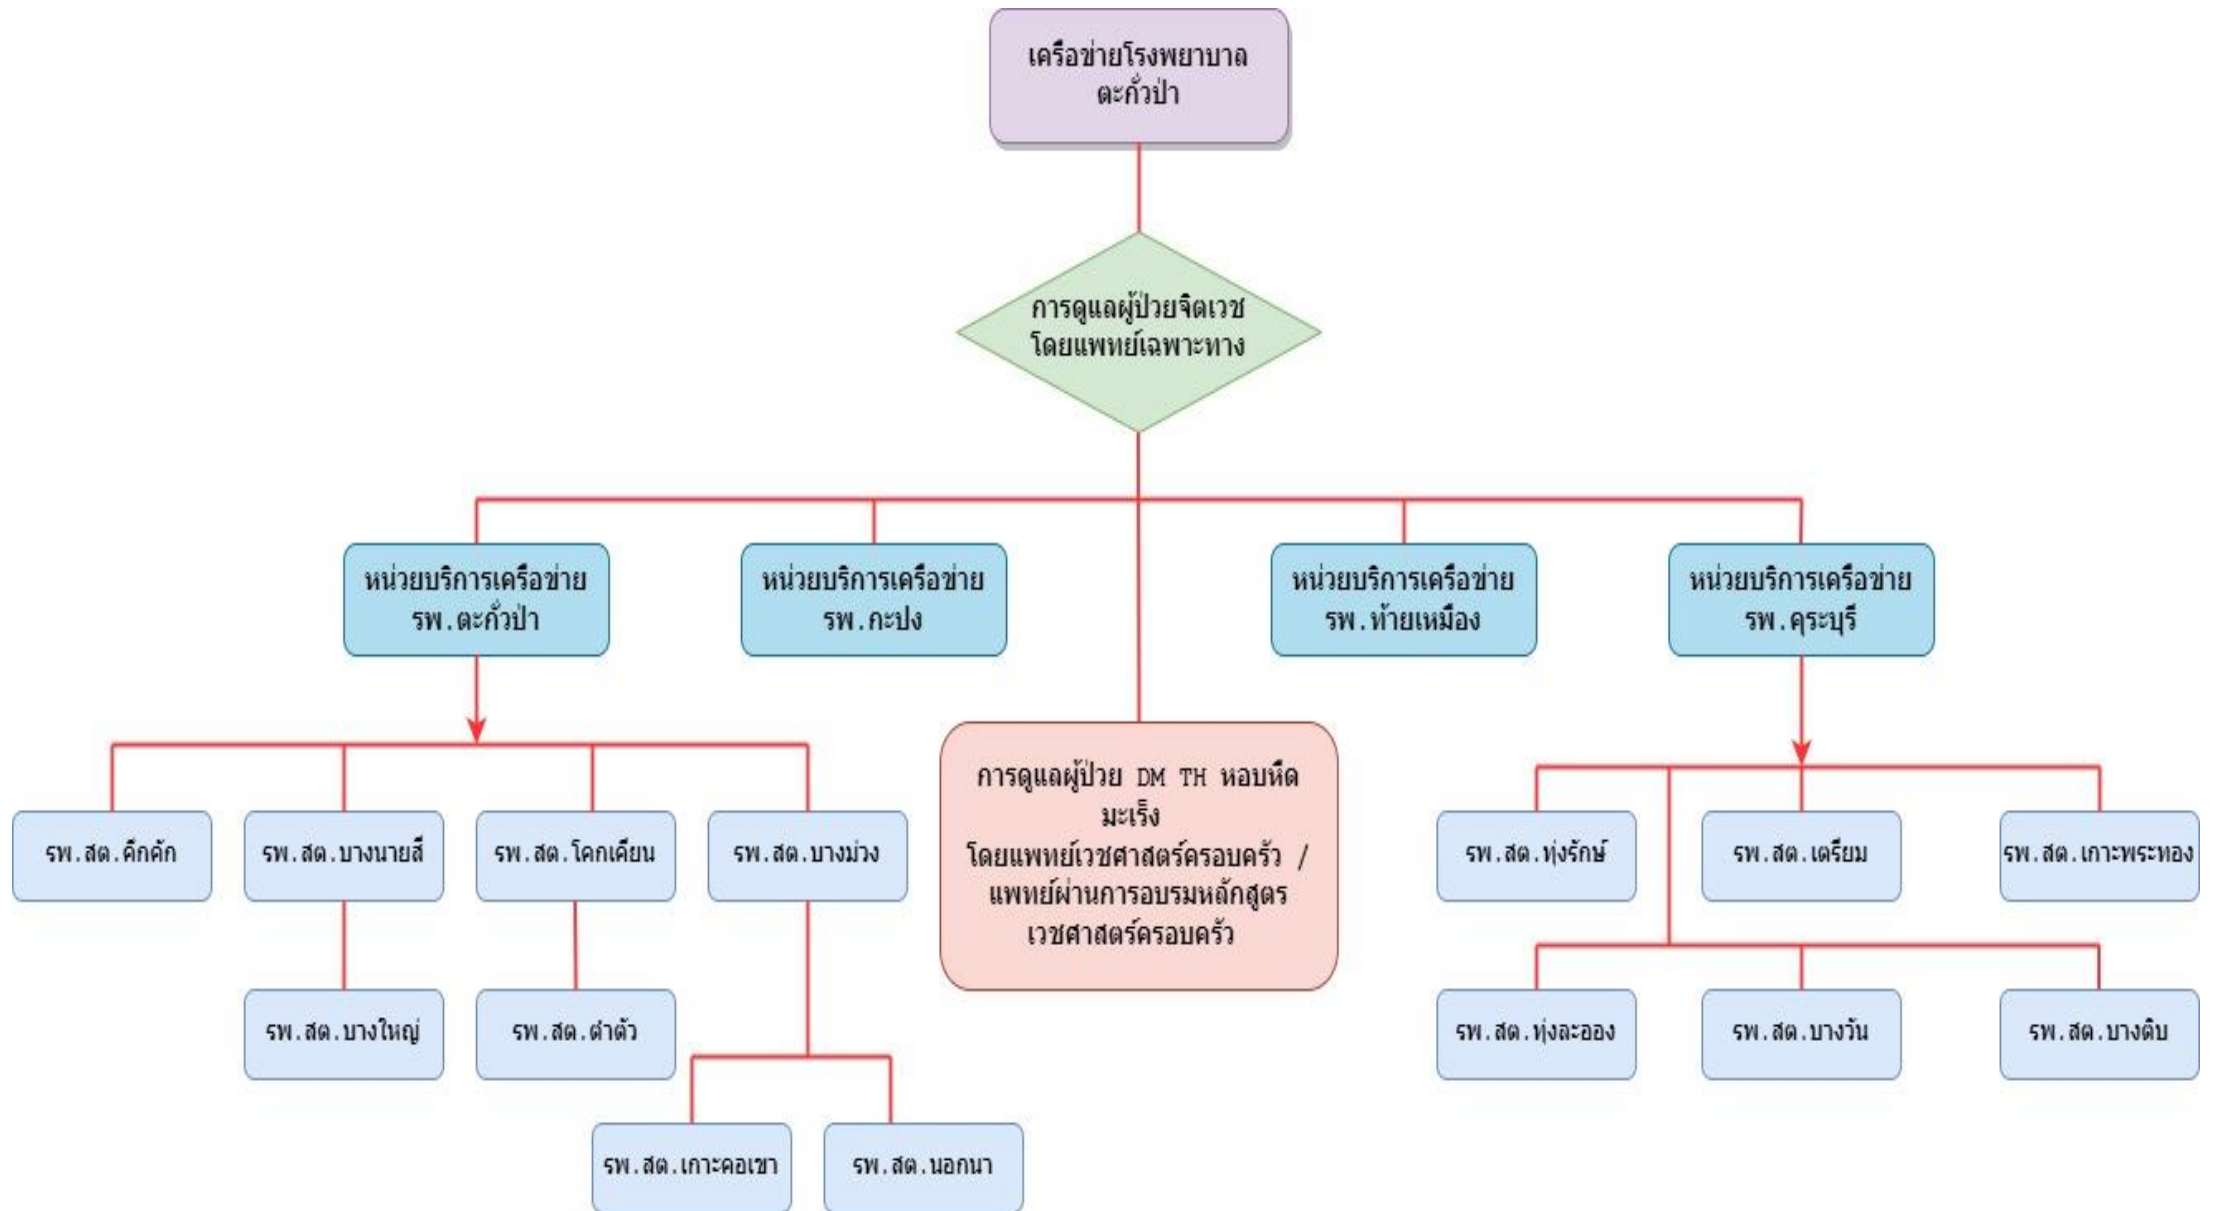 เครือข่ายโรงพยาบาล
ตะกั่วป่า
การดูแลผู้ป่วยจิตเวช
โดยแพทย์เฉพาะทาง
หน่วยบริการเครือข่าย
รพ.ตะกั่วป่า
หน่วยบริการเครือข่าย
รพ.กะปง
หน่วยบริการเครือข่าย
รพ.ท้ายเหมือง
หน่วยบริการเครือข่าย
รพ.คุระบุรี
การดูแลผู้ป่วย DM TH หอบหืด
มะเร็ง
โดยแพทย์เวชศาสตร์ครอบครัว /
แพทย์ผ่านการอบรมหลักสูตร
เวชศาสตร์ครอบครัว
รพ.สต.คึกคัก
รพ.สต.บางนายสี
รพ.สต.โคกเคียน
รพ.สต.บางม่วง
รพ.สต.ทุ่งรักษ์
รพ.สต.เตรียม
รพ.สต.เกาะพระทอง
รพ.สต.บางใหญ่
รพ.สต.ตำตัว
รพ.สต.ทุ่งละออง
รพ.สต.บางวัน
รพ.สต.บางติบ
รพ.สต.เกาะคอเขา
รพ.สต.นอกนา